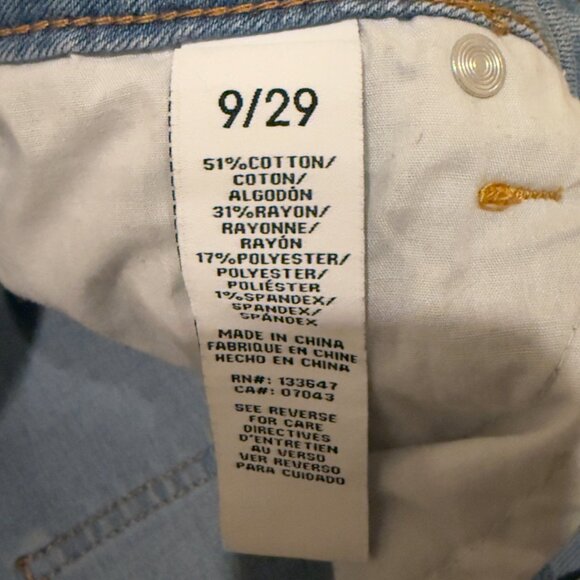 9/29
51%COTTON/
COTON/
ALGODÓN
31%RAYON/
RAYONNE/
RAYÓN
17%POLYESTER/
POLYESTER/
POLIÉSTER
1%SPANDEX/
SPANDEX/
SPANDEX
MADE IN CHINA
FABRIQUE EN CHINE
HECHO EN CHINA
RN#: 133647
CA#: 07043
SEE REVERSE
FOR CARE
DIRECTIVES
D'ENTRETIEN
AU VERSO
VER REVERSO
PARA CUIDADO